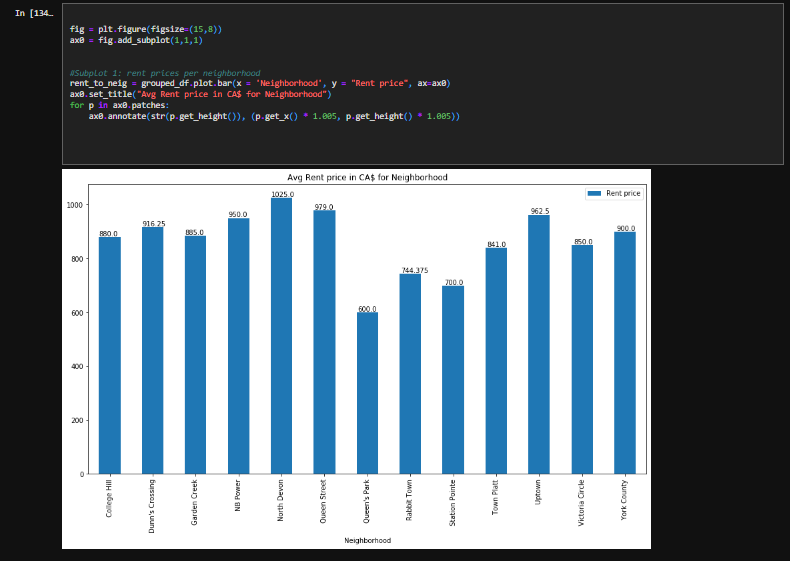 In [134…
fig = plt.figure(figsize=(15,8))
ax0 = fig.add_subplot(1,1,1)
#Subplot 1: rent prices per neighborhood
rent_to_neig = grouped_df.plot.bar(x = 'Neighborhood', y = "Rent price", ax=ax0)
ax0.set_title("Avg Rent price in CA$ for Neighborhood")
for p in ax0.patches:
ax0.annotate(str(p.get_height()), (p.get_x() * 1.005, p.get_height() * 1.005))
Avg Rent price in CA$ for Neighborhood
Rent price
1000
800
600
400
200
0
880.0
916.25
885.0
950.0
1025.0
979.0
600.0
744.375
700.0
841.0
962.5
850.0
900.0
College Hill
Dunn's Crossing
Garden Creek
NB Power
North Devon
Queen Street
Queen's Park
Rabbit Town
Station Pointe
Town Platt
Uptown
Victoria Circle
York County
Neighborhood